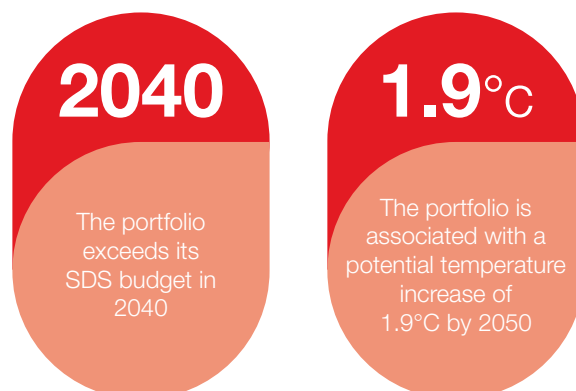 2040
The portfolio
exceeds its
SDS budget in
2040
1.9°C
The portfolio is
associated with a
potential temperature
increase of
1.9°C by 2050